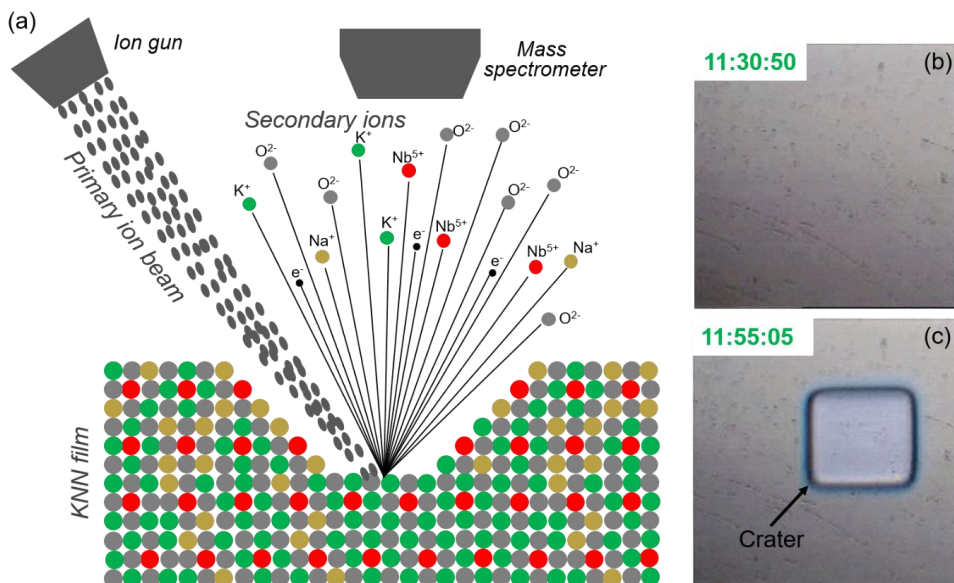 (a)
Ion gun
Mass
spectrometer
Secondary ions
Primary ion beam
K⁺
O²⁻
O²⁻
Na⁺
e⁻
K⁺
Nb⁵⁺
O²⁻
O²⁻
K⁺
e⁻
Nb⁵⁺
O²⁻
O²⁻
e⁻
Nb⁵⁺
Na⁺
O²⁻
KNN film
11:30:50
(b)
11:55:05
(c)
Crater